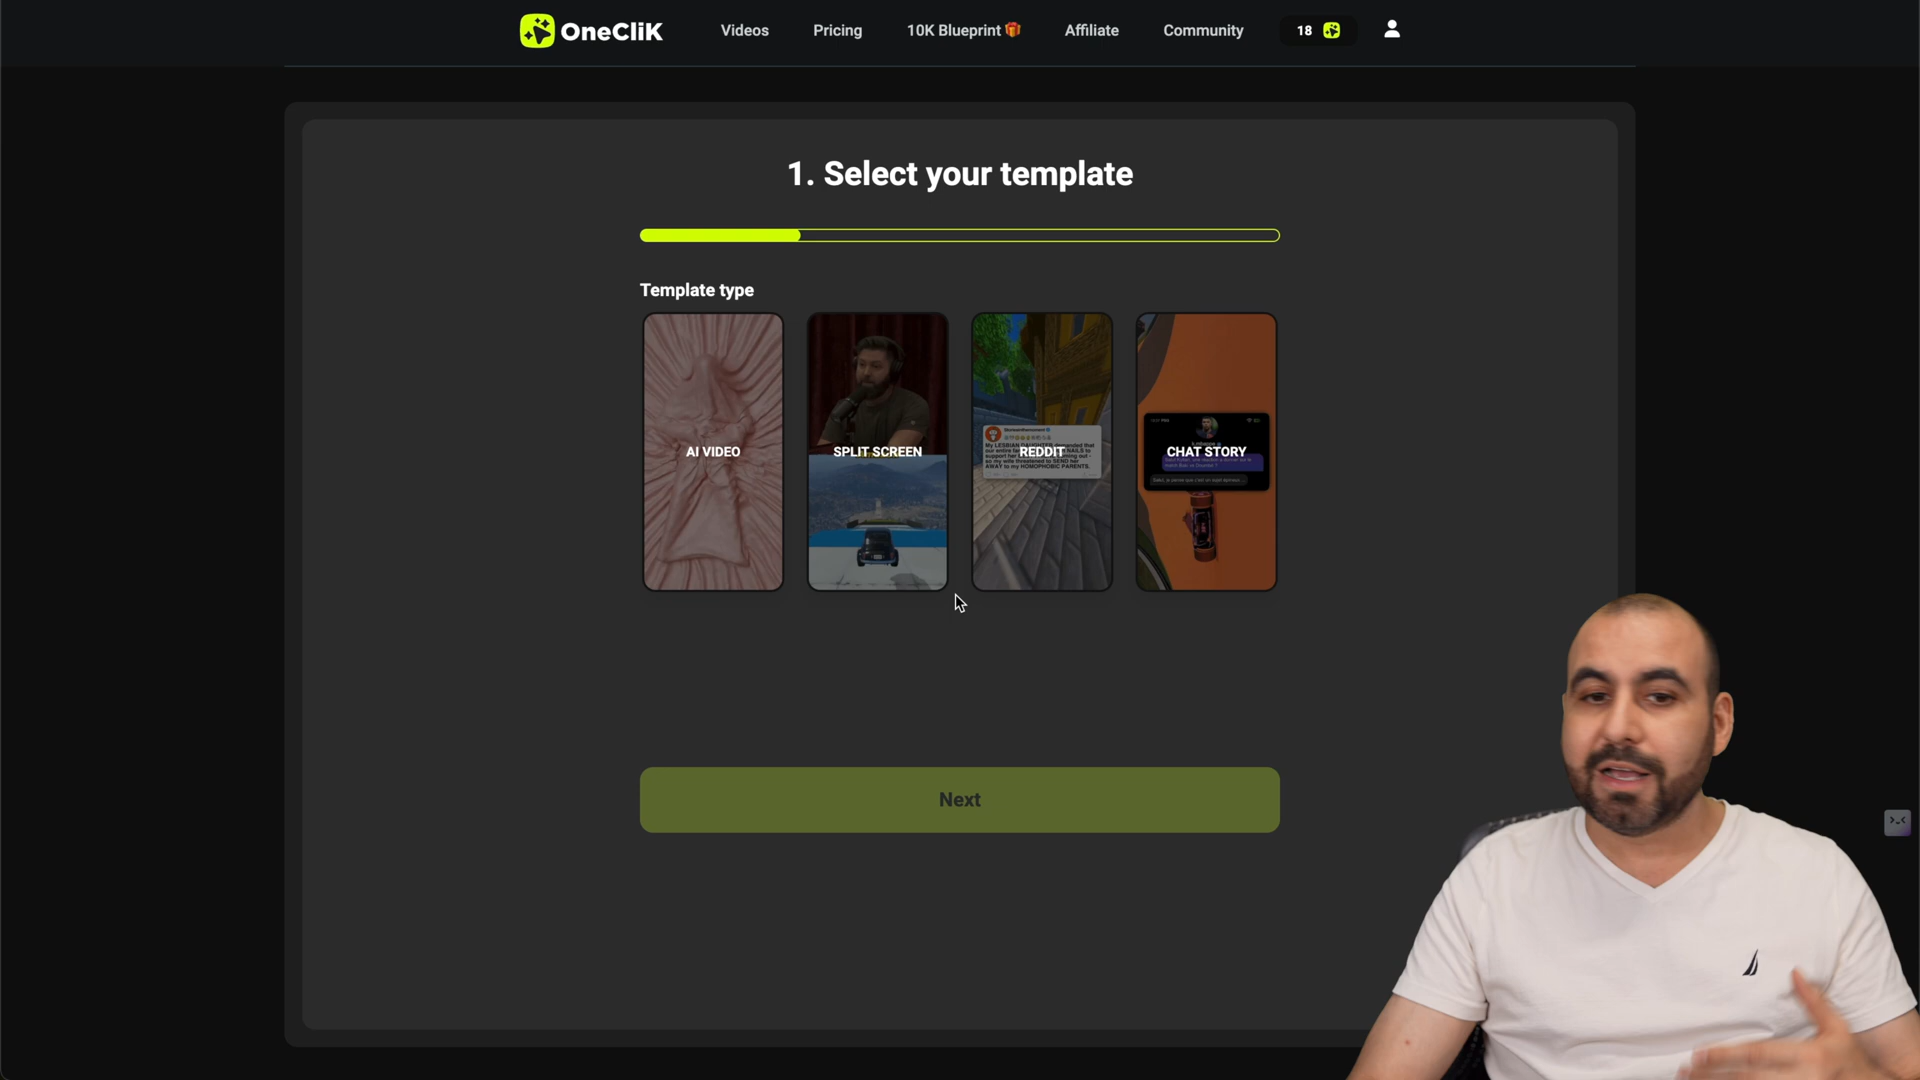 OneCliK
Videos
Pricing
10K Blueprint
Affiliate
Community
18
1. Select your template
Template type
AI VIDEO
SPLIT SCREEN
REDDIT
CHAT STORY
Next